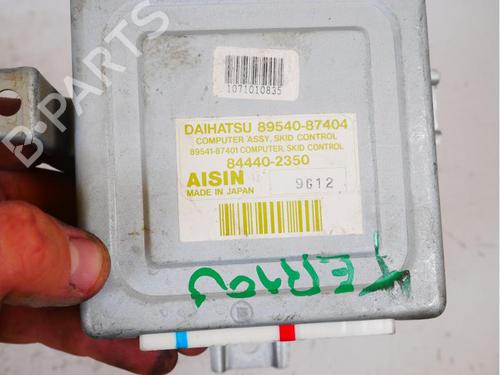 B-PARTS
1071010835
DAIHATSU 89540-87404
COMPUTER ASSY, SKID CONTROL
89541-87401 COMPUTER, SKID CONTROL
84440-2350
AISIN
MADE IN JAPAN
9G12
TERIOS